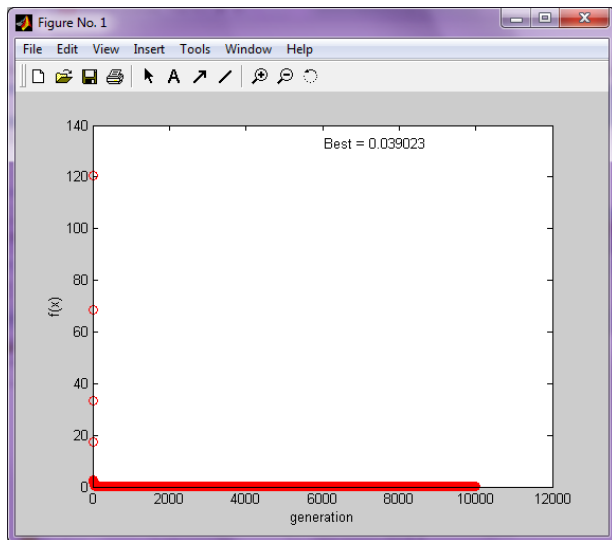 Figure No. 1
File Edit View Insert Tools Window Help
A
Best = 0.039023
140
120
100
80
60
40
20
0
f(x)
0 2000 4000 6000 8000 10000 12000
generation